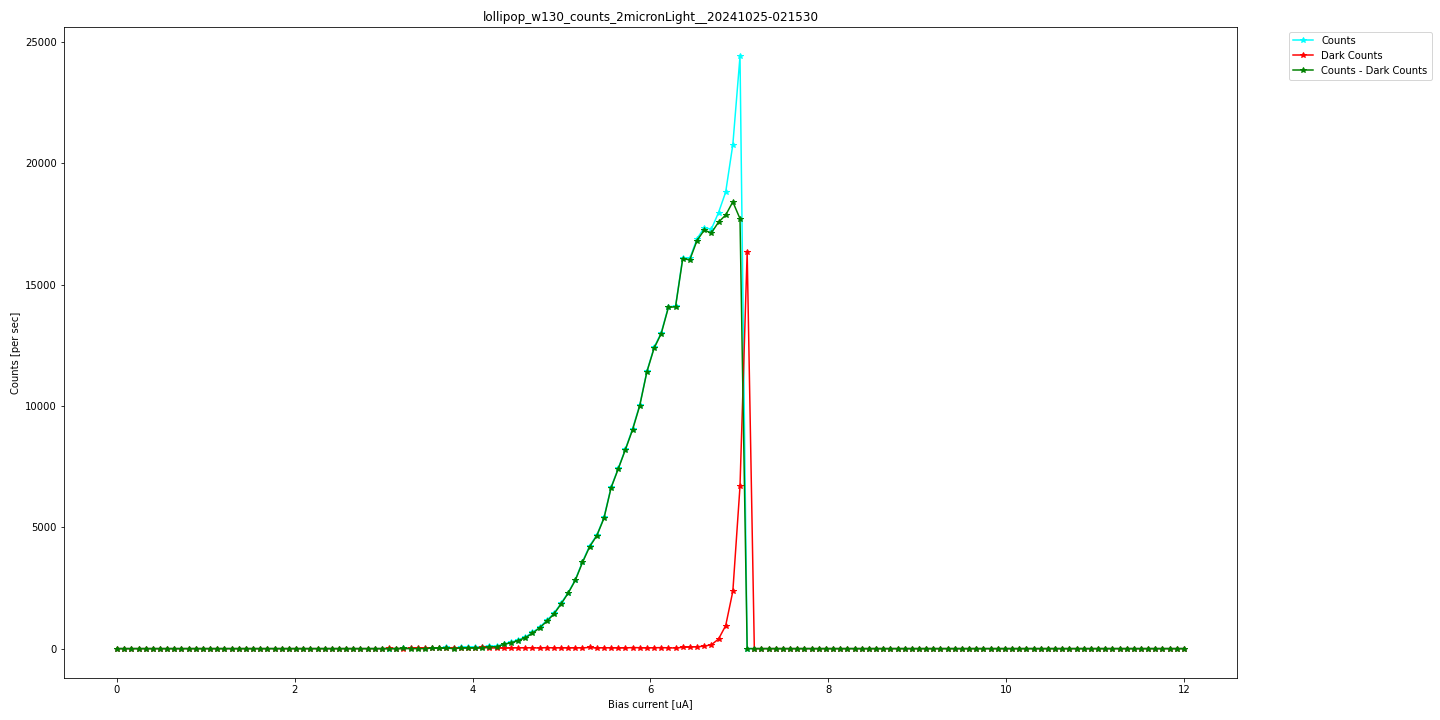 lollipop_w130_counts_2micronLight__20241025-021530
Counts
Dark Counts
Counts - Dark Counts
Counts [per sec]
25000
20000
15000
10000
5000
0
0 2 4 6 8 10 12
Bias current [uA]